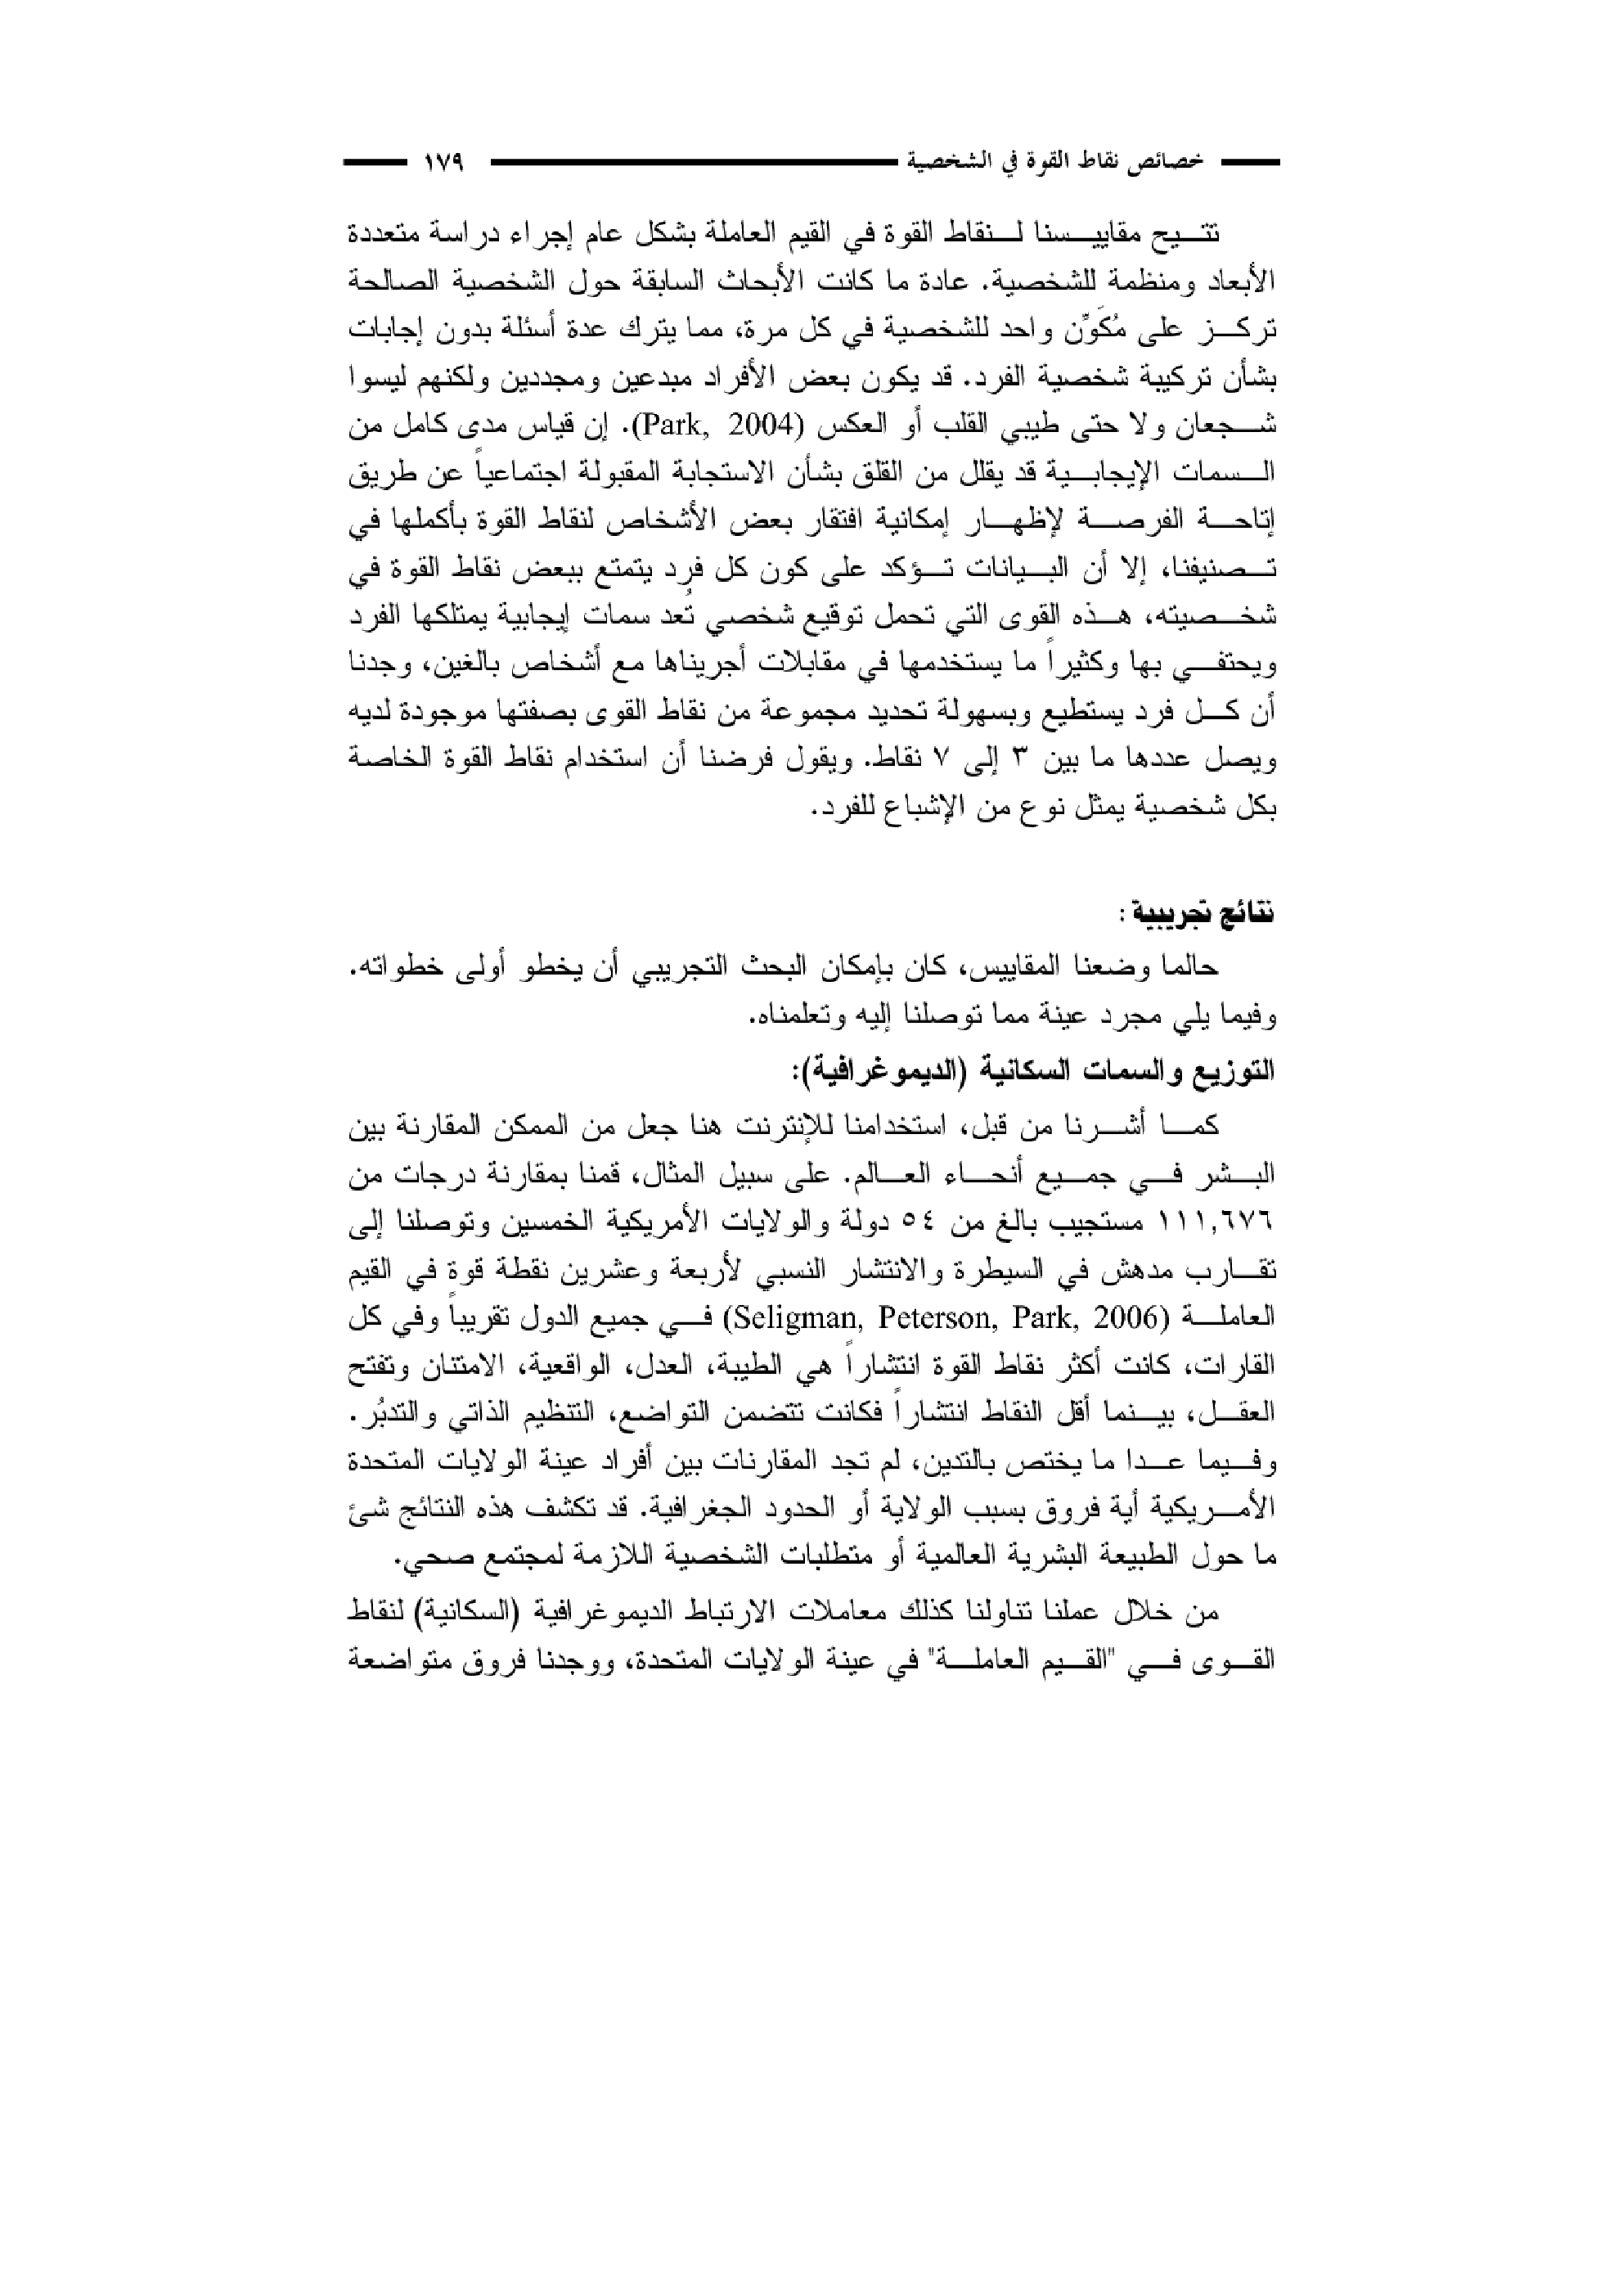 خصائص نقاط القوة في الشخصية ١٧٩
تتيح مقاييسنا لنقاط القوة في القيم العاملة بشكل عام إجراء دراسة متعددة
الأبعاد ومنظمة للشخصية. عادة ما كانت الأبحاث السابقة حول الشخصية الصالحة
تركز على مُكَوِّن واحد للشخصية في كل مرة، مما يترك عدة أسئلة بدون إجابات
بشأن تركيبة شخصية الفرد. قد يكون بعض الأفراد مبدعين ومجددين ولكنهم ليسوا
شجعان ولا حتى طيبي القلب أو العكس (Park, 2004). إن قياس مدى كامل من
السمات الإيجابية قد يقلل من القلق بشأن الاستجابة المقبولة اجتماعياً عن طريق
إتاحة الفرصة لإظهار إمكانية افتقار بعض الأشخاص لنقاط القوة بأكملها في
تصنيفنا، إلا أن البيانات تؤكد على كون كل فرد يتمتع ببعض نقاط القوة في
شخصيته، هذه القوى التي تحمل توقيع شخصي تُعد سمات إيجابية يمتلكها الفرد
ويحتفي بها وكثيراً ما يستخدمها في مقابلات أجريناها مع أشخاص بالغين، وجدنا
أن كل فرد يستطيع وبسهولة تحديد مجموعة من نقاط القوى بصفتها موجودة لديه
ويصل عددها ما بين ٣ إلى ٧ نقاط. ويقول فرضنا أن استخدام نقاط القوة الخاصة
بكل شخصية يمثل نوع من الإشباع للفرد.
نتائج تجريبية :
حالما وضعنا المقاييس، كان بإمكان البحث التجريبي أن يخطو أولى خطواته.
وفيما يلي مجرد عينة مما توصلنا إليه وتعلمناه.
التوزيع والسمات السكانية (الديموغرافية):
كما أشرنا من قبل، استخدامنا للإنترنت هنا جعل من الممكن المقارنة بين
البشر في جميع أنحاء العالم. على سبيل المثال، قمنا بمقارنة درجات من
١١١,٦٧٦ مستجيب بالغ من ٥٤ دولة والولايات الأمريكية الخمسين وتوصلنا إلى
تقارب مدهش في السيطرة والانتشار النسبي لأربعة وعشرين نقطة قوة في القيم
العاملة (Seligman, Peterson, Park, 2006) في جميع الدول تقريباً وفي كل
القارات، كانت أكثر نقاط القوة انتشاراً هي الطيبة، العدل، الواقعية، الامتنان وتفتح
العقل، بينما أقل النقاط انتشاراً فكانت تتضمن التواضع، التنظيم الذاتي والتدبُر.
وفيما عدا ما يختص بالتدين، لم تجد المقارنات بين أفراد عينة الولايات المتحدة
الأمريكية أية فروق بسبب الولاية أو الحدود الجغرافية. قد تكشف هذه النتائج شئ
ما حول الطبيعة البشرية العالمية أو متطلبات الشخصية اللازمة لمجتمع صحي.
من خلال عملنا تناولنا كذلك معاملات الارتباط الديموغرافية (السكانية) لنقاط
القوى في "القيم العاملة" في عينة الولايات المتحدة، ووجدنا فروق متواضعة